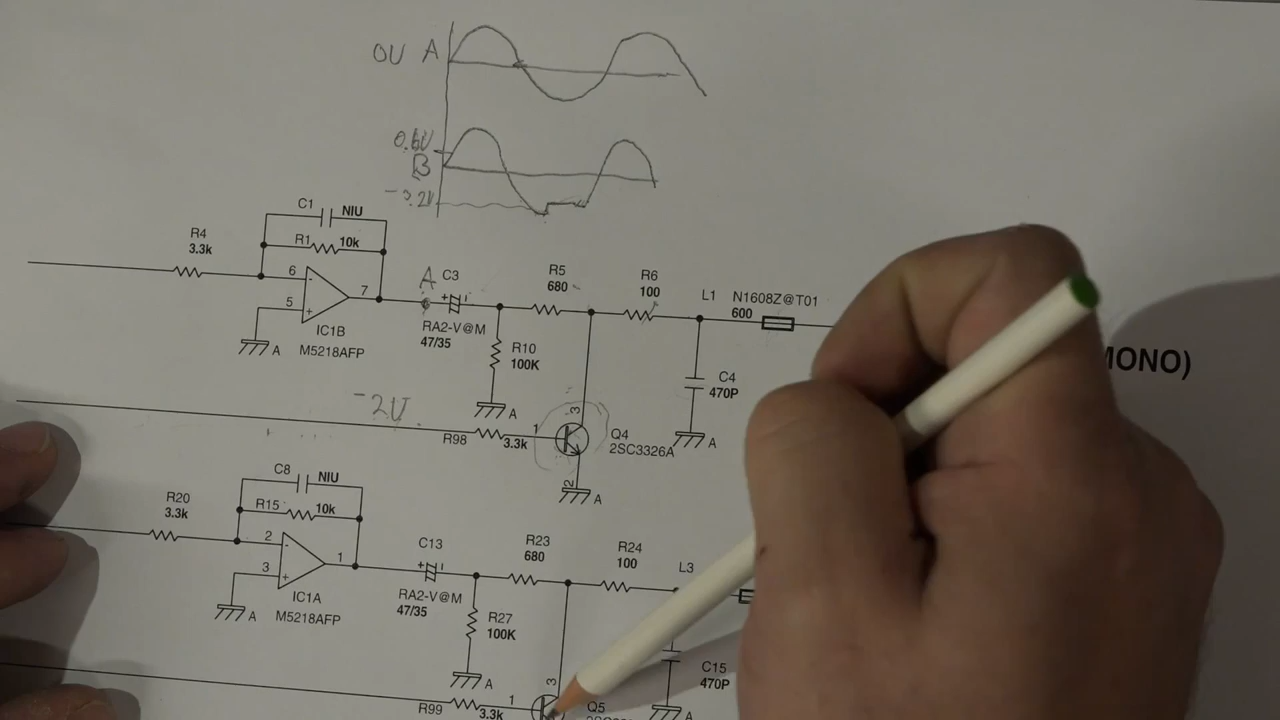 0V A
0.6V
B
-3.2V
C1 NIU
R1 10k
R4
3.3k
6
7
5
IC1B
M5218AFP
A
A C3
+
RA2-V@M
47/35
R5
680
R6
100
L1 N1608Z@T01
600
R10
100K
A
C4
470P
A
MONO)
-2V
R98 3.3k
1
3
2
Q4
2SC3326A
A
C8 NIU
R15 10k
R20
3.3k
2
1
3
IC1A
M5218AFP
A
C13
+
RA2-V@M
47/35
R23
680
R24
100
L3
R27
100K
A
C15
470P
A
R99 3.3k
1
3
Q5